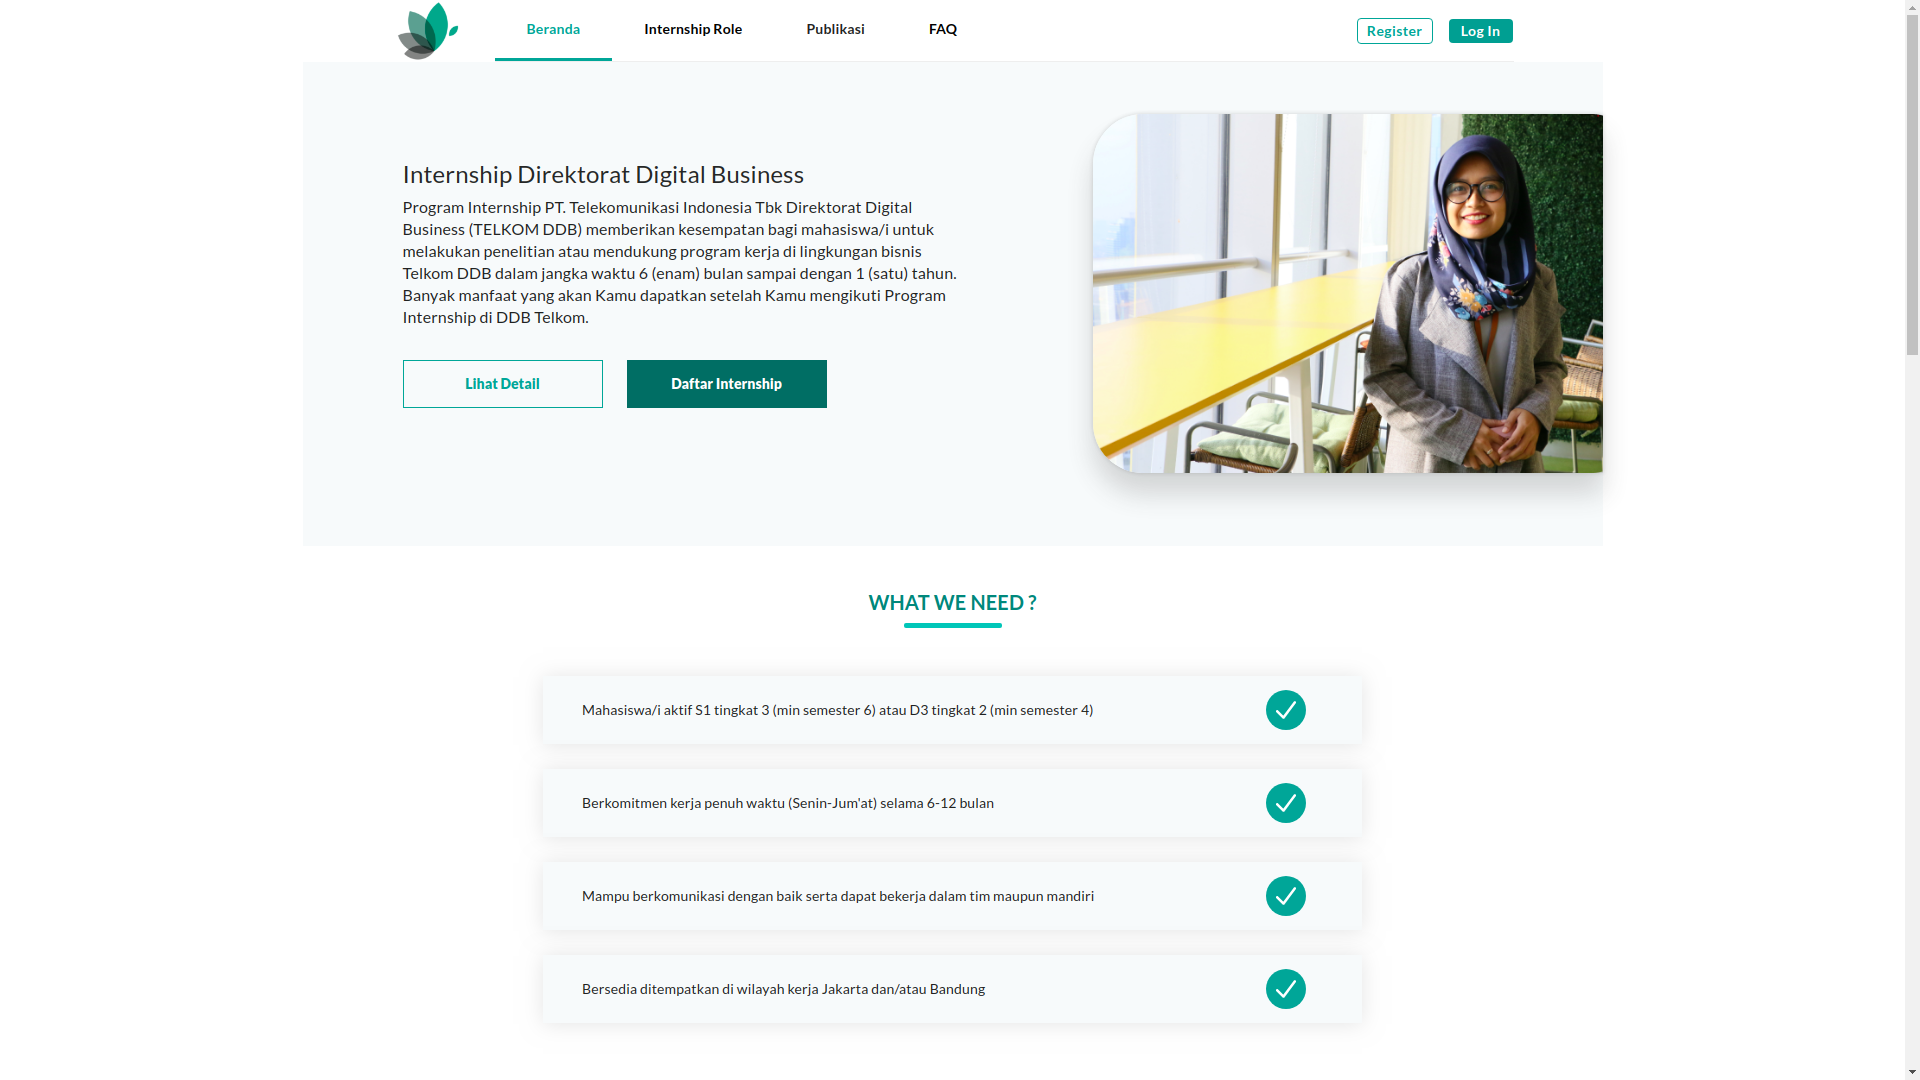 Beranda
Internship Role
Publikasi
FAQ
Register
Log In
Internship Direktorat Digital Business
Program Internship PT. Telekomunikasi Indonesia Tbk Direktorat Digital
Business (TELKOM DDB) memberikan kesempatan bagi mahasiswa/i untuk
melakukan penelitian atau mendukung program kerja di lingkungan bisnis
Telkom DDB dalam jangka waktu 6 (enam) bulan sampai dengan 1 (satu) tahun.
Banyak manfaat yang akan Kamu dapatkan setelah Kamu mengikuti Program
Internship di DDB Telkom.
Lihat Detail
Daftar Internship
WHAT WE NEED ?
Mahasiswa/i aktif S1 tingkat 3 (min semester 6) atau D3 tingkat 2 (min semester 4)
Berkomitmen kerja penuh waktu (Senin-Jum'at) selama 6-12 bulan
Mampu berkomunikasi dengan baik serta dapat bekerja dalam tim maupun mandiri
Bersedia ditempatkan di wilayah kerja Jakarta dan/atau Bandung